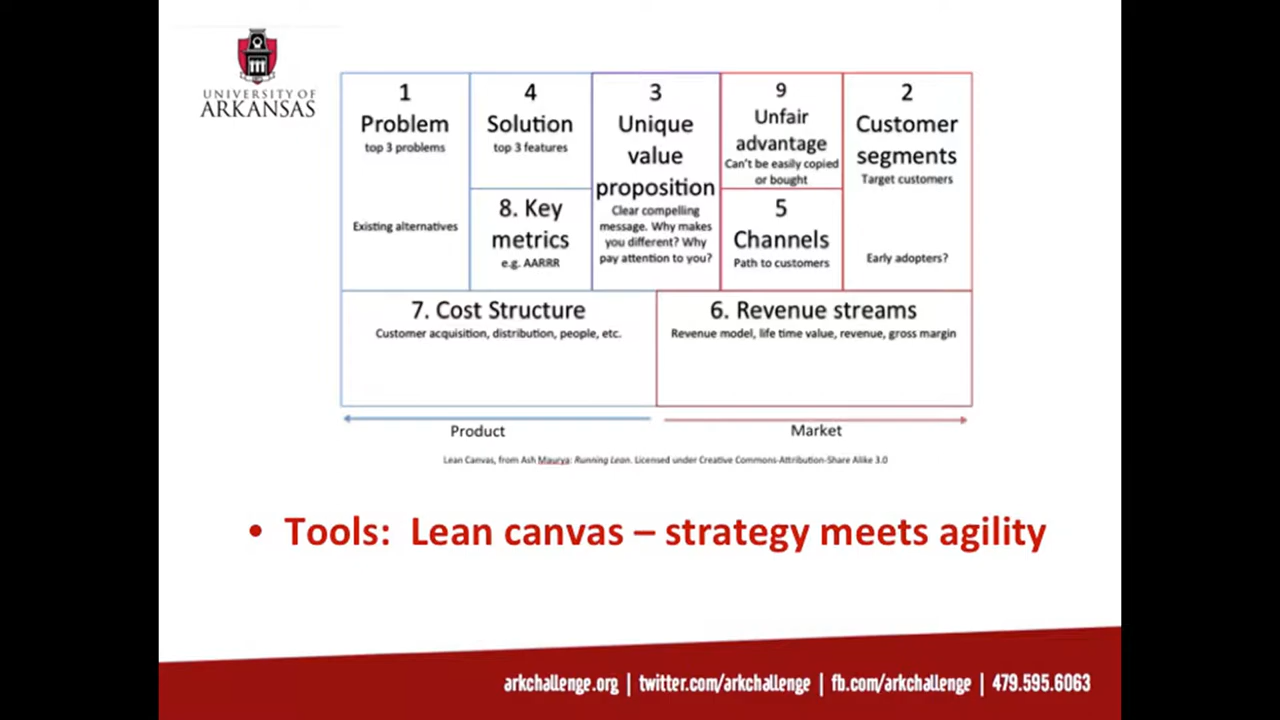 UNIVERSITY OF
ARKANSAS
1
Problem
top 3 problems
Existing alternatives
4
Solution
top 3 features
8. Key
metrics
e.g. AARRR
3
Unique
value
proposition
Clear compelling
message. Why makes
you different? Why
pay attention to you?
9
Unfair
advantage
Can't be easily copied
or bought
5
Channels
Path to customers
2
Customer
segments
Target customers
Early adopters?
7. Cost Structure
Customer acquisition, distribution, people, etc.
6. Revenue streams
Revenue model, life time value, revenue, gross margin
Product
Market
Lean Canvas, from Ash Maurya: Running Lean. Licensed under Creative Commons-Attribution-Share Alike 3.0
• Tools: Lean canvas – strategy meets agility
arkchallenge.org | twitter.com/arkchallenge | fb.com/arkchallenge | 479.595.6063